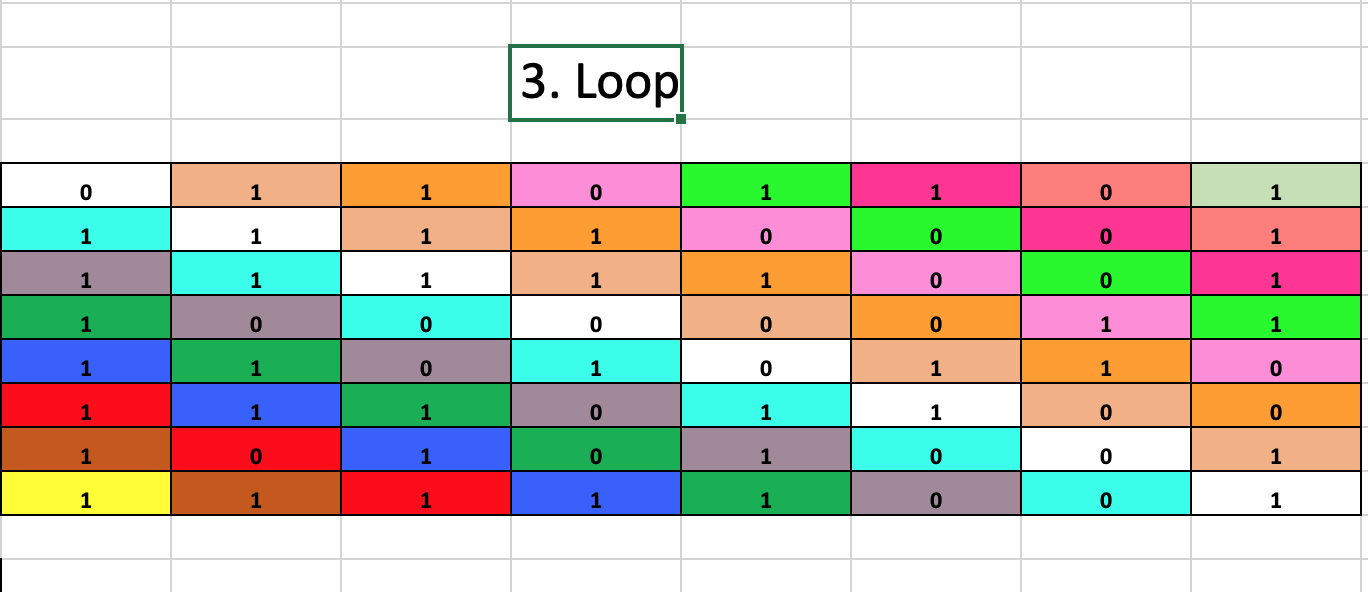 3. Loop
0 1 1 0 1 1 0 1
1 1 1 1 0 0 0 1
1 1 1 1 1 0 0 1
1 0 0 0 0 0 1 1
1 1 0 1 0 1 1 0
1 1 1 0 1 1 0 0
1 0 1 0 1 0 0 1
1 1 1 1 1 0 0 1